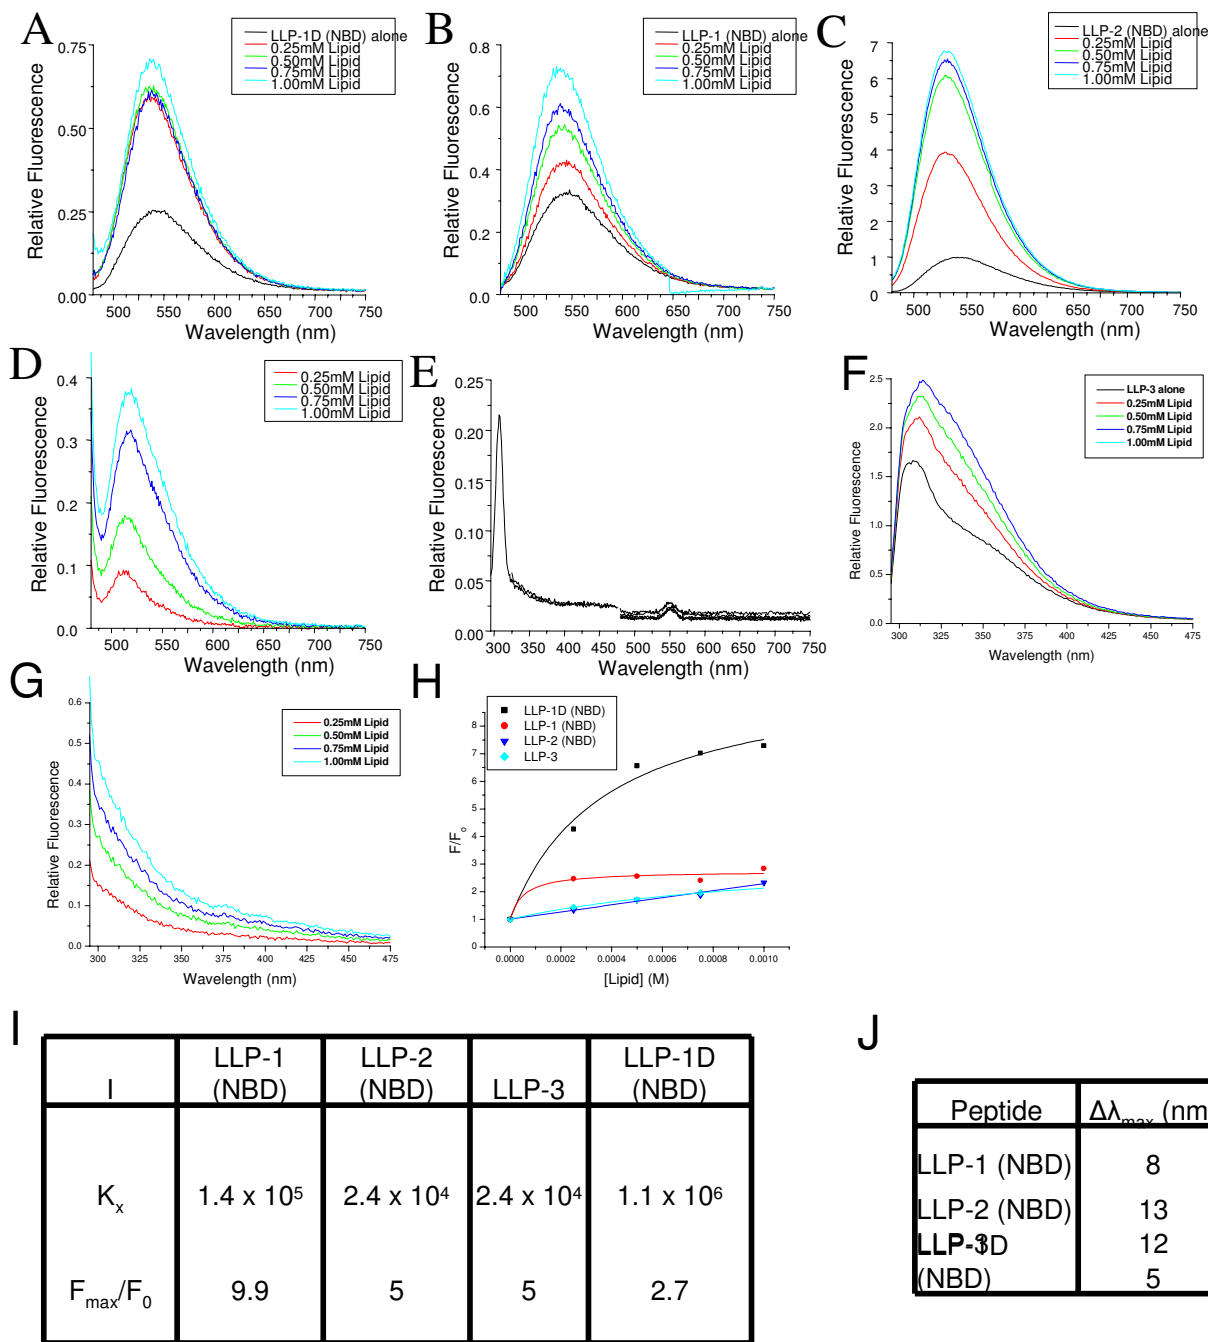 A
LLP-1D (NBD) alone
0.25mM Lipid
0.50mM Lipid
0.75mM Lipid
1.00mM Lipid
Relative Fluorescence
0.75
0.50
0.25
0.00
500 550 600 650 700 750
Wavelength (nm)
B
LLP-1 (NBD) alone
0.25mM Lipid
0.50mM Lipid
0.75mM Lipid
1.00mM Lipid
Relative Fluorescence
0.8
0.6
0.4
0.2
0.0
500 550 600 650 700 750
Wavelength (nm)
C
LLP-2 (NBD) alone
0.25mM Lipid
0.50mM Lipid
0.75mM Lipid
1.00mM Lipid
Relative Fluorescence
7
6
5
4
3
2
1
0
500 550 600 650 700 750
Wavelength (nm)
D
0.25mM Lipid
0.50mM Lipid
0.75mM Lipid
1.00mM Lipid
Relative Fluorescence
0.4
0.3
0.2
0.1
0.0
500 550 600 650 700 750
Wavelength (nm)
E
Relative Fluorescence
0.25
0.20
0.15
0.10
0.05
0.00
300 350 400 450 500 550 600 650 700 750
Wavelength (nm)
F
LLP-3 alone
0.25mM Lipid
0.50mM Lipid
0.75mM Lipid
1.00mM Lipid
Relative Fluorescence
2.5
2.0
1.5
1.0
0.5
0.0
300 325 350 375 400 425 450 475
Wavelength (nm)
G
0.25mM Lipid
0.50mM Lipid
0.75mM Lipid
1.00mM Lipid
Relative Fluorescence
0.6
0.5
0.4
0.3
0.2
0.1
0.0
300 325 350 375 400 425 450 475
Wavelength (nm)
H
LLP-1D (NBD)
LLP-1 (NBD)
LLP-2 (NBD)
LLP-3
F/Fo
8
7
6
5
4
3
2
1
0
0.0000 0.0002 0.0004 0.0006 0.0008 0.0010
[Lipid] (M)
I
I LLP-1 (NBD) LLP-2 (NBD) LLP-3 LLP-1D (NBD)
Kx 1.4 x 10⁵ 2.4 x 10⁴ 2.4 x 10⁴ 1.1 x 10⁶
Fmax/F0 9.9 5 5 2.7
J
Peptide Δλmax (nm
LLP-1 (NBD) 8
LLP-2 (NBD) 13
LLP-3 12
LLP-1D (NBD) 5